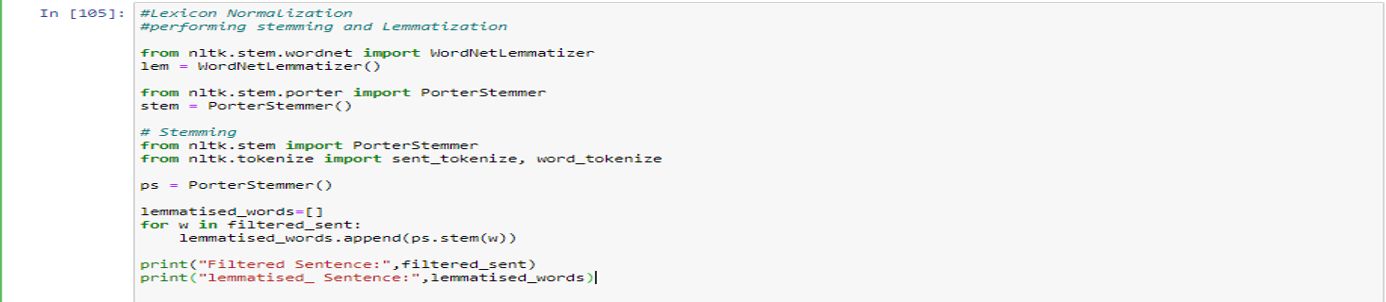 In [105]: #Lexicon Normalization
#performing stemming and Lemmatization
from nltk.stem.wordnet import WordNetLemmatizer
lem = WordNetLemmatizer()
from nltk.stem.porter import PorterStemmer
stem = PorterStemmer()
# Stemming
from nltk.stem import PorterStemmer
from nltk.tokenize import sent_tokenize, word_tokenize
ps = PorterStemmer()
lemmatised_words=[]
for w in filtered_sent:
    lemmatised_words.append(ps.stem(w))
print("Filtered Sentence:",filtered_sent)
print("lemmatised_ Sentence:",lemmatised_words)